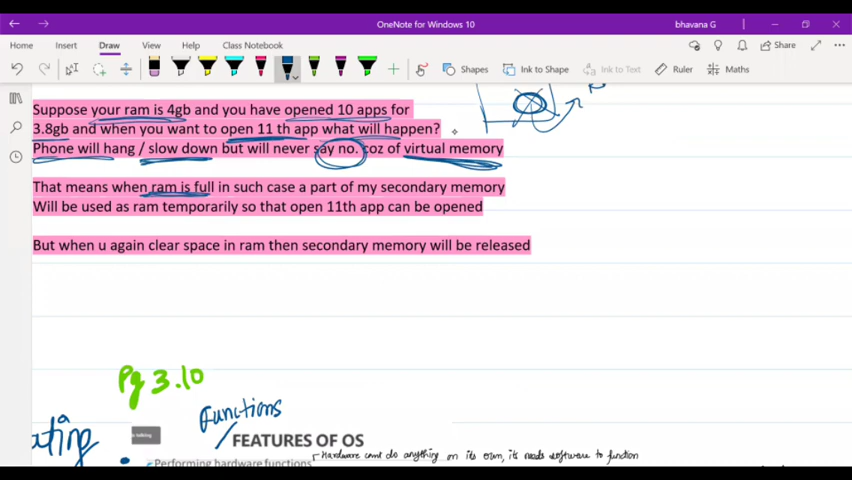 OneNote for Windows 10
bhavana G
Home Insert Draw View Help Class Notebook
Share
Shapes Ink to Shape Ink to Text Ruler Maths
Suppose your ram is 4gb and you have opened 10 apps for
3.8gb and when you want to open 11 th app what will happen?
Phone will hang / slow down but will never say no. coz of virtual memory
That means when ram is full in such case a part of my secondary memory
Will be used as ram temporarily so that open 11th app can be opened
But when u again clear space in ram then secondary memory will be released
Pg 3.10
Functions
ating
FEATURES OF OS
Performing hardware functions
Hardware cant do anything on its own, its needs software to function